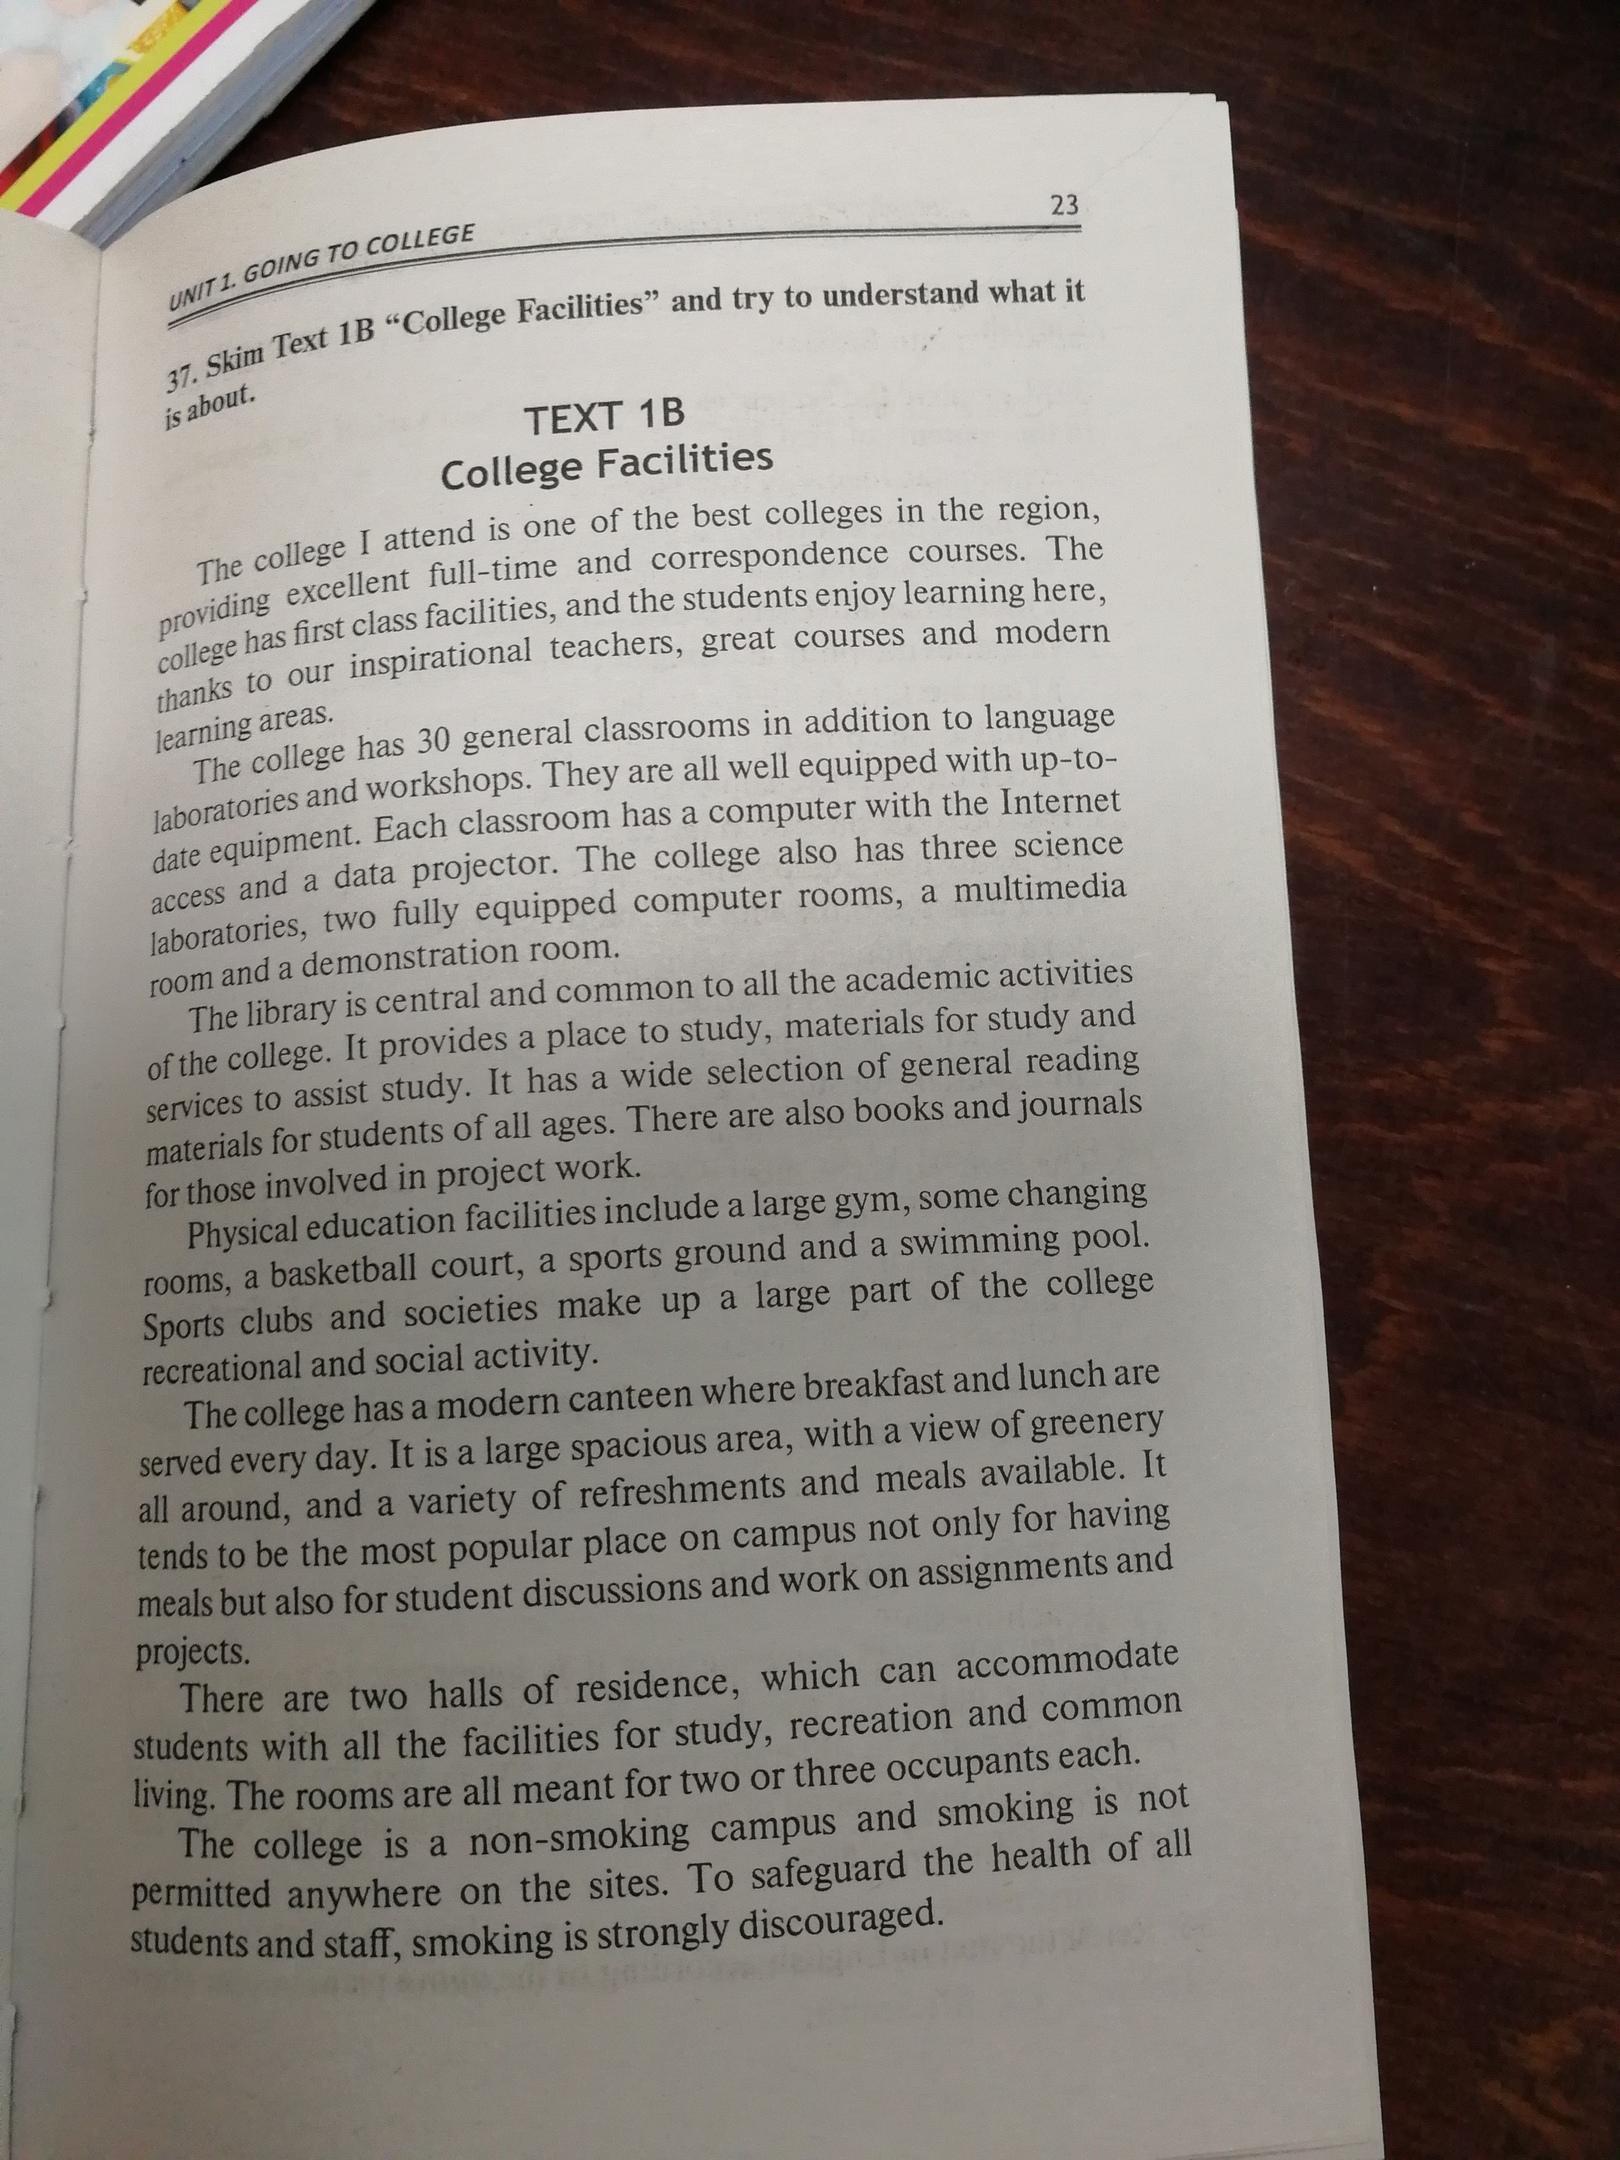 UNIT 1. GOING TO COLLEGE 23
37. Skim Text 1B “College Facilities” and try to understand what it
is about.
TEXT 1B
College Facilities
The college I attend is one of the best colleges in the region,
providing excellent full-time and correspondence courses. The
college has first class facilities, and the students enjoy learning here,
thanks to our inspirational teachers, great courses and modern
learning areas.
The college has 30 general classrooms in addition to language
laboratories and workshops. They are all well equipped with up-to-
date equipment. Each classroom has a computer with the Internet
access and a data projector. The college also has three science
laboratories, two fully equipped computer rooms, a multimedia
room and a demonstration room.
The library is central and common to all the academic activities
of the college. It provides a place to study, materials for study and
services to assist study. It has a wide selection of general reading
materials for students of all ages. There are also books and journals
for those involved in project work.
Physical education facilities include a large gym, some changing
rooms, a basketball court, a sports ground and a swimming pool.
Sports clubs and societies make up a large part of the college
recreational and social activity.
The college has a modern canteen where breakfast and lunch are
served every day. It is a large spacious area, with a view of greenery
all around, and a variety of refreshments and meals available. It
tends to be the most popular place on campus not only for having
meals but also for student discussions and work on assignments and
projects.
There are two halls of residence, which can accommodate
students with all the facilities for study, recreation and common
living. The rooms are all meant for two or three occupants each.
The college is a non-smoking campus and smoking is not
permitted anywhere on the sites. To safeguard the health of all
students and staff, smoking is strongly discouraged.